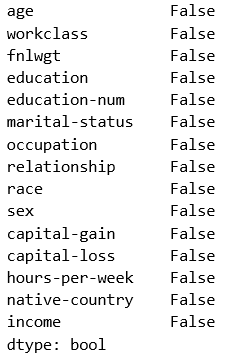 age False
workclass False
fnlwgt False
education False
education-num False
marital-status False
occupation False
relationship False
race False
sex False
capital-gain False
capital-loss False
hours-per-week False
native-country False
income False
dtype: bool